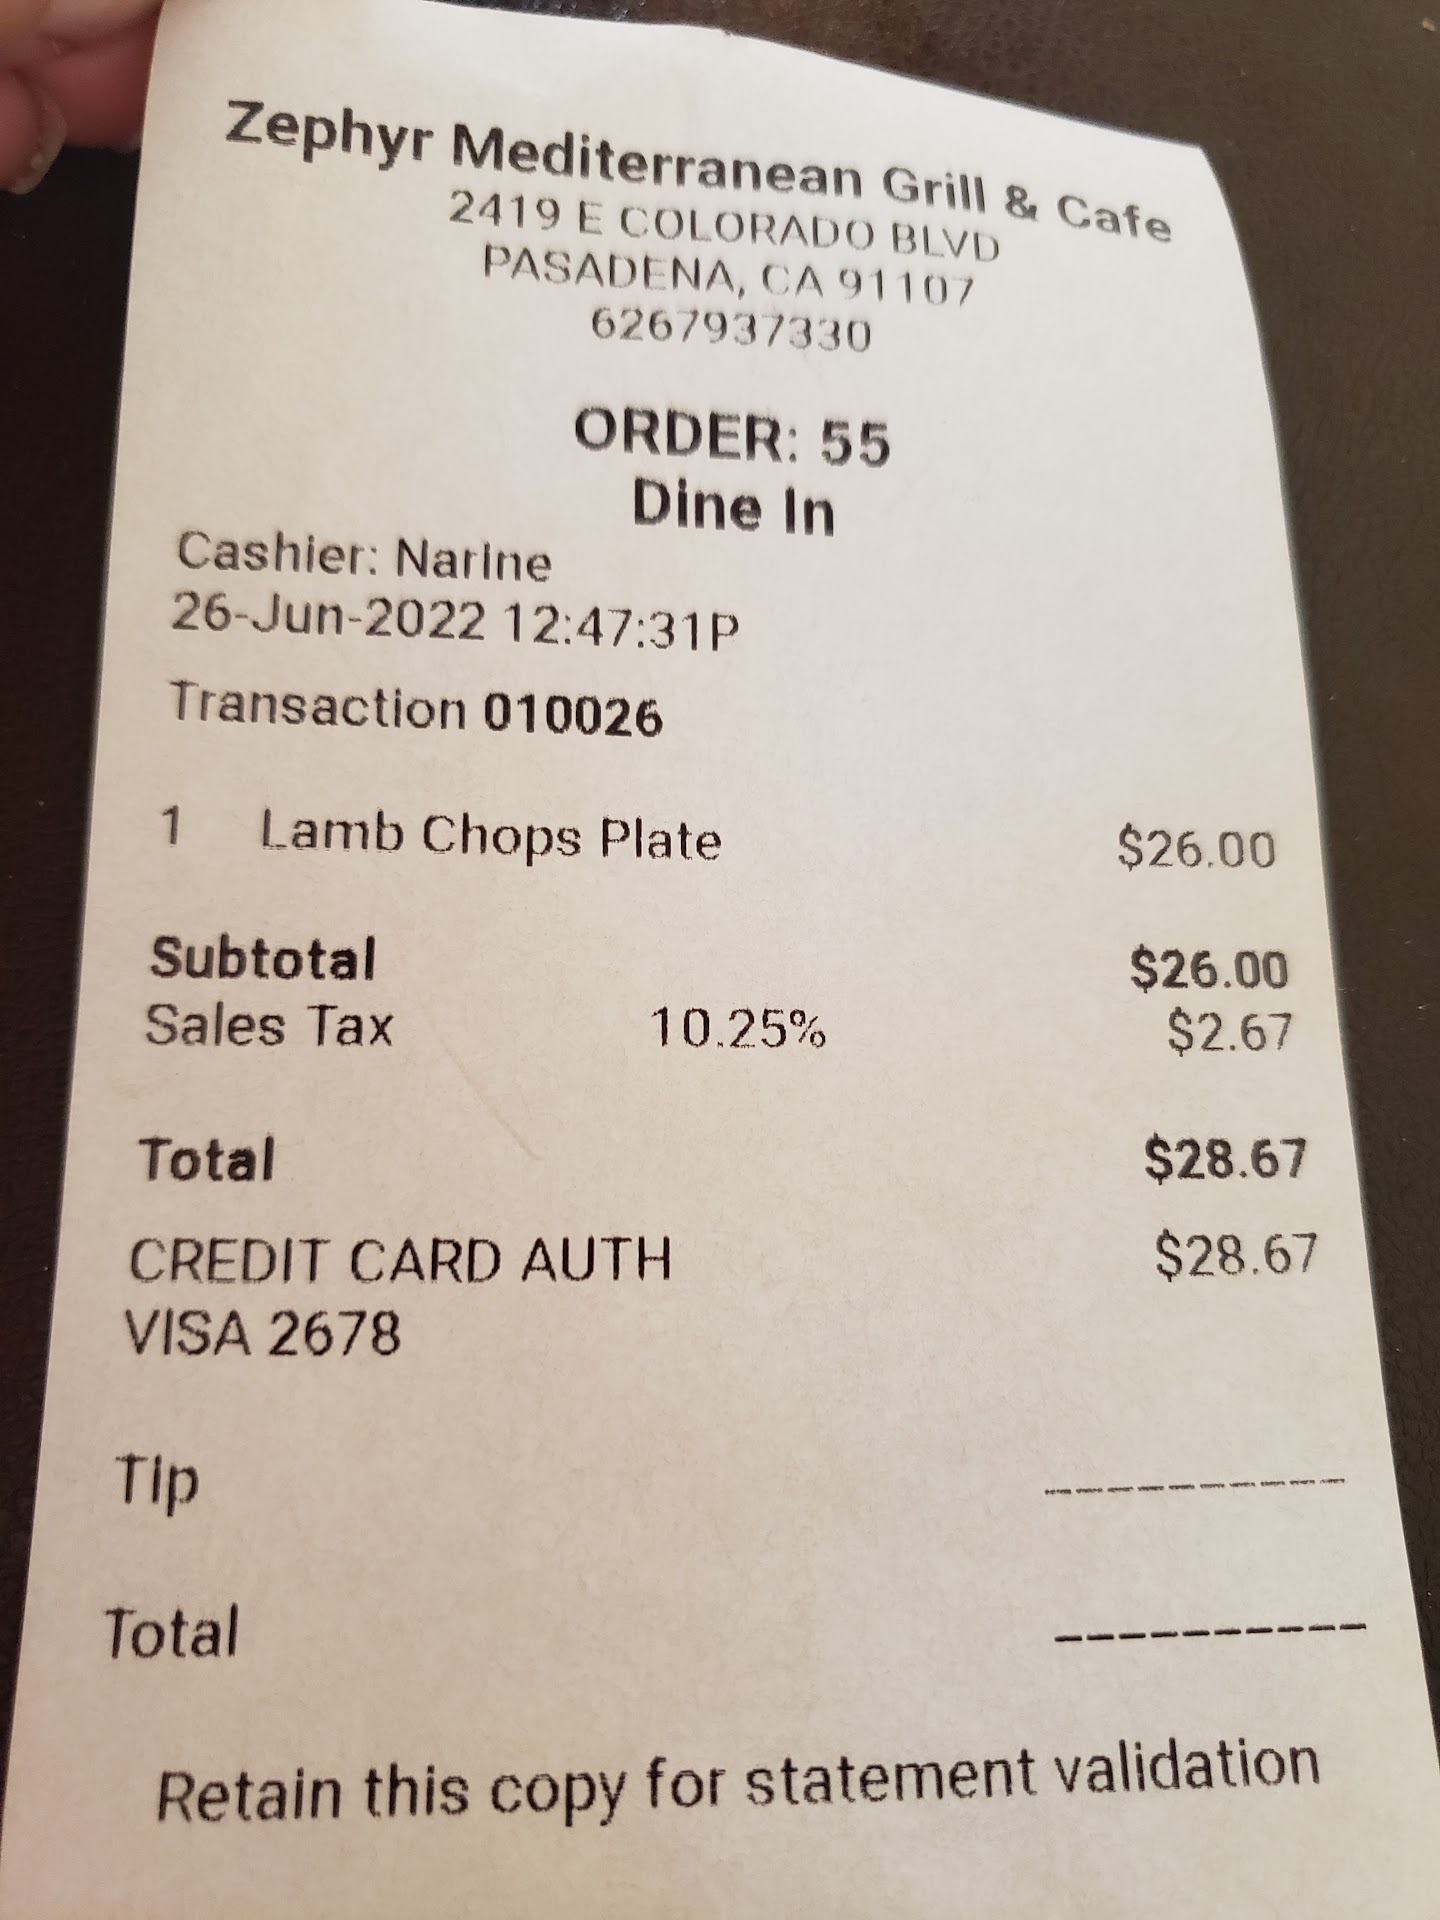 Zephyr Mediterranean Grill & Cafe
2419 E COLORADO BLVD
PASADENA, CA 91107
6267937330
ORDER: 55
Dine In
Cashier: Narine
26-Jun-2022 12:47:31P
Transaction 010026
1 Lamb Chops Plate $26.00
Subtotal $26.00
Sales Tax 10.25% $2.67
Total $28.67
CREDIT CARD AUTH $28.67
VISA 2678
Tip ----------
Total ----------
Retain this copy for statement validation